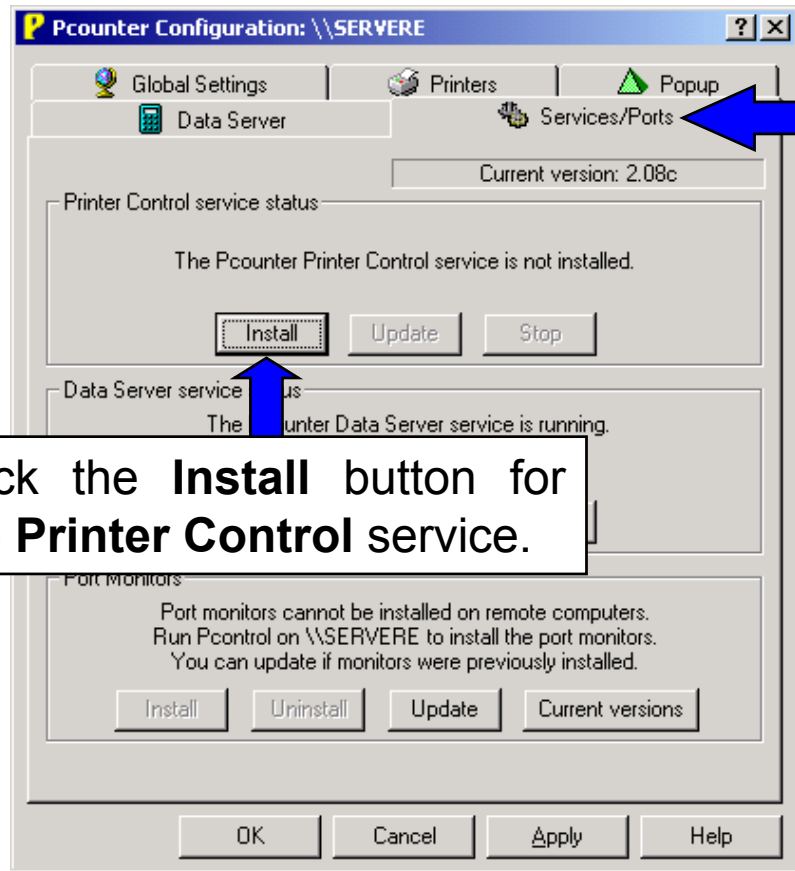 Pcounter Configuration: \\SERVERE
Global Settings
Printers
Popup
Data Server
Services/Ports
Current version: 2.08c
Printer Control service status
The Pcounter Printer Control service is not installed.
Install Update Stop
Data Server service
The Data Server service is running.
the Install button for
Printer Control service.
Port Monitors
Port monitors cannot be installed on remote computers.
Run Pcontrol on \\SERVERE to install the port monitors.
You can update if monitors were previously installed.
Install Uninstall Update Current versions
OK Cancel Apply Help